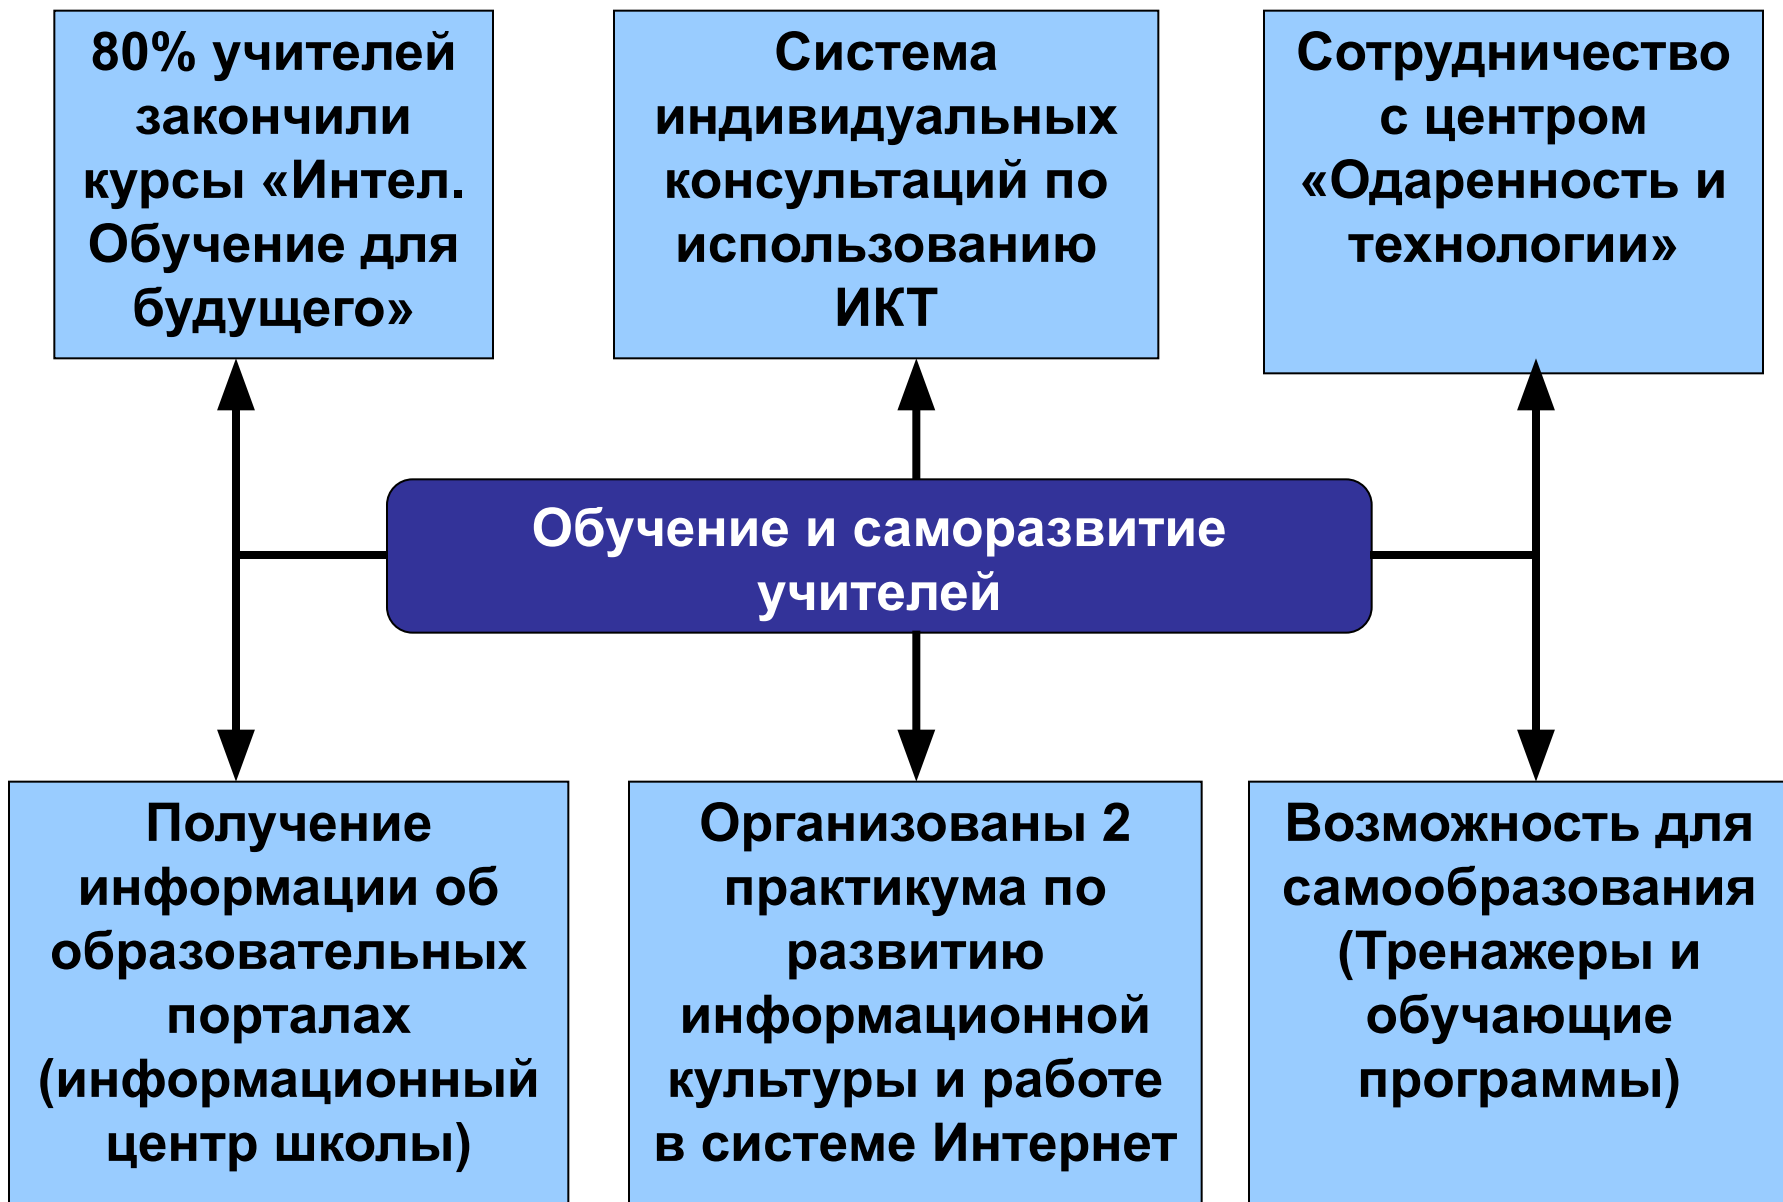 80% учителей
закончили
курсы «Интел.
Обучение для
будущего»
Система
индивидуальных
консультаций по
использованию
ИКТ
Сотрудничество
с центром
«Одаренность и
технологии»
Обучение и саморазвитие
учителей
Получение
информации об
образовательных
порталах
(информационный
центр школы)
Организованы 2
практикума по
развитию
информационной
культуры и работе
в системе Интернет
Возможность для
самообразования
(Тренажеры и
обучающие
программы)